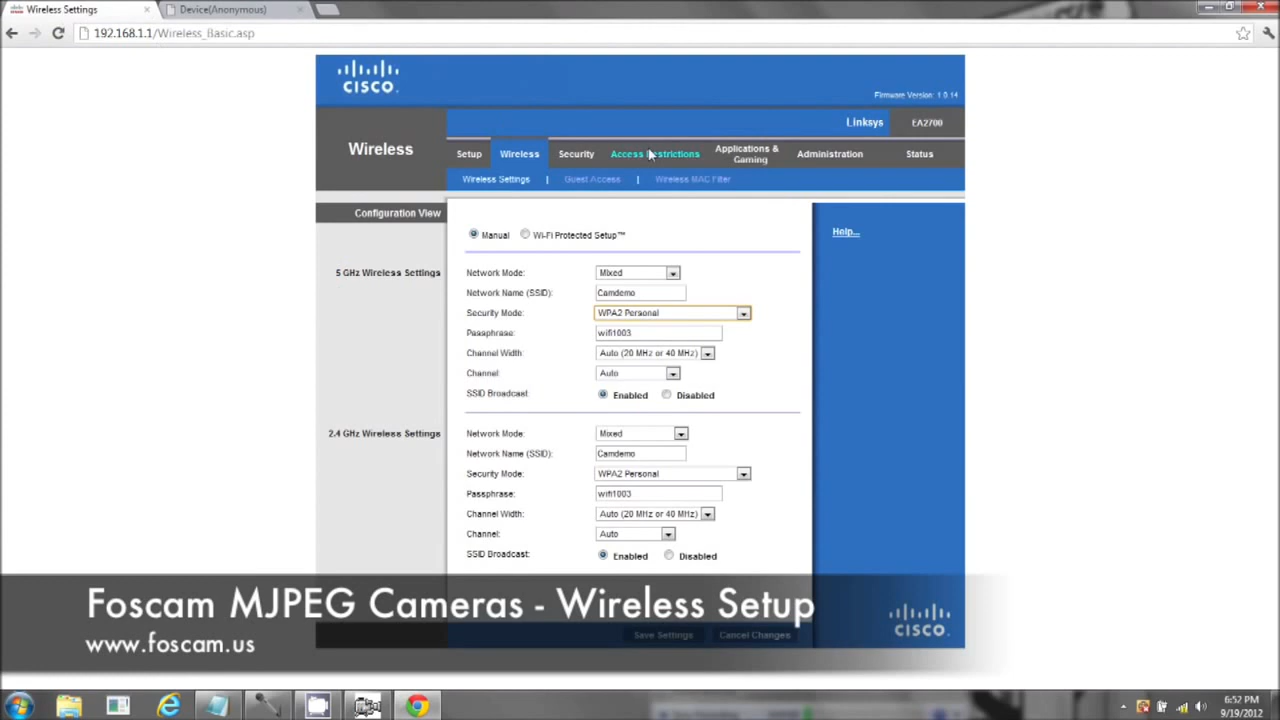 Wireless Settings
Device(Anonymous)
192.168.1.1/Wireless_Basic.asp
CISCO
Firmware Version: 1.0.14
Linksys EA2700
Wireless
Setup Wireless Security Access Restrictions Applications & Gaming Administration Status
Wireless Settings | Guest Access | Wireless MAC Filter
Configuration View
Help...
Manual Wi-Fi Protected Setup™
5 GHz Wireless Settings
Network Mode: Mixed
Network Name (SSID): Camdemo
Security Mode: WPA2 Personal
Passphrase: wifi1003
Channel Width: Auto (20 MHz or 40 MHz)
Channel: Auto
SSID Broadcast: Enabled Disabled
2.4 GHz Wireless Settings
Network Mode: Mixed
Network Name (SSID): Camdemo
Security Mode: WPA2 Personal
Passphrase: wifi1003
Channel Width: Auto (20 MHz or 40 MHz)
Channel: Auto
SSID Broadcast: Enabled Disabled
Foscam MJPEG Cameras - Wireless Setup
www.foscam.us
Save Settings Cancel Changes
CISCO
6:52 PM
9/19/2012